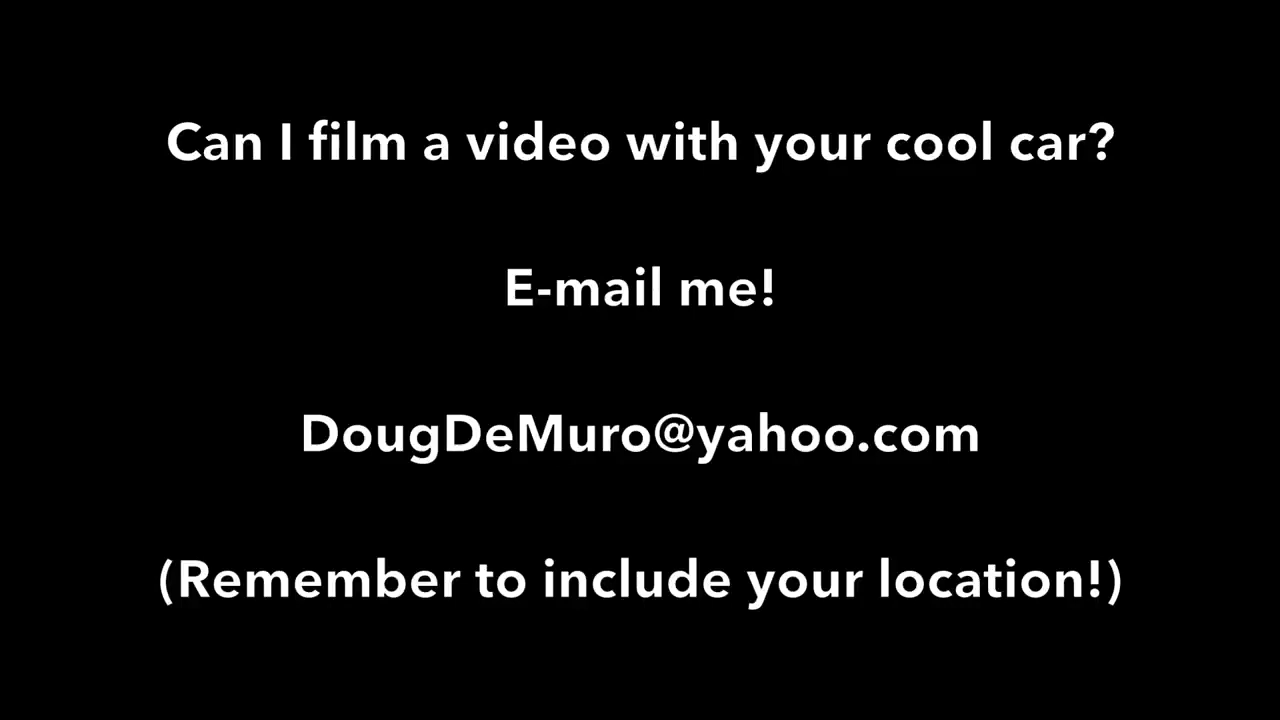 Can I film a video with your cool car?
E-mail me!
DougDeMuro@yahoo.com
(Remember to include your location!)